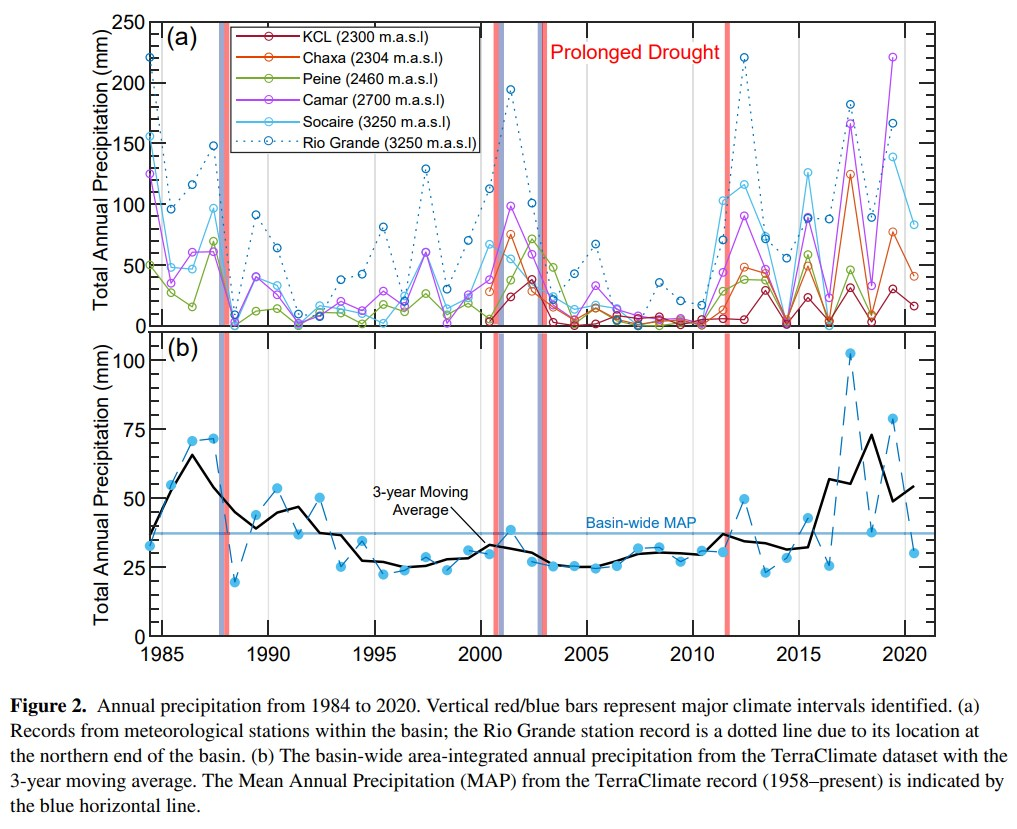 250
(a)
KCL (2300 m.a.s.l)
Chaxa (2304 m.a.s.l)
Peine (2460 m.a.s.l)
Camar (2700 m.a.s.l)
Socaire (3250 m.a.s.l)
Rio Grande (3250 m.a.s.l)
Prolonged Drought
200
150
100
50
0
Total Annual Precipitation (mm)
(b)
100
75
50
25
0
Total Annual Precipitation (mm)
3-year Moving
Average
Basin-wide MAP
1985 1990 1995 2000 2005 2010 2015 2020
Figure 2. Annual precipitation from 1984 to 2020. Vertical red/blue bars represent major climate intervals identified. (a)
Records from meteorological stations within the basin; the Rio Grande station record is a dotted line due to its location at
the northern end of the basin. (b) The basin-wide area-integrated annual precipitation from the TerraClimate dataset with the
3-year moving average. The Mean Annual Precipitation (MAP) from the TerraClimate record (1958–present) is indicated by
the blue horizontal line.